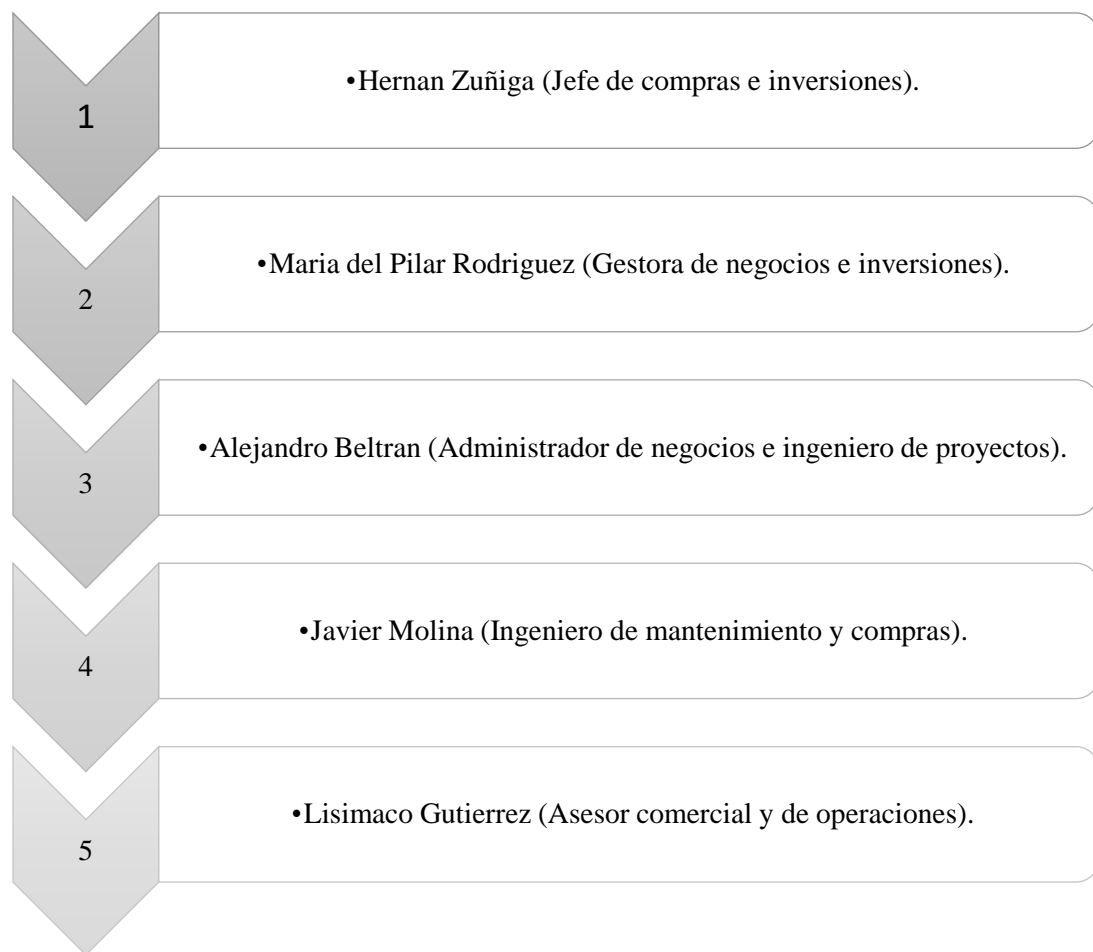 1
•Hernan Zuñiga (Jefe de compras e inversiones).
2
•Maria del Pilar Rodriguez (Gestora de negocios e inversiones).
3
•Alejandro Beltran (Administrador de negocios e ingeniero de proyectos).
4
•Javier Molina (Ingeniero de mantenimiento y compras).
5
•Lisimaco Gutierrez (Asesor comercial y de operaciones).